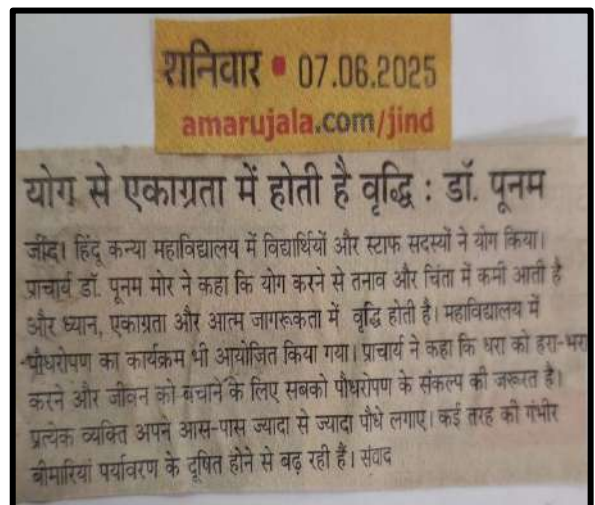 शनिवार • 07.06.2025
amarujala.com/jind
योग से एकाग्रता में होती है वृद्धि : डॉ. पूनम
जींद। हिंदू कन्या महाविद्यालय में विद्यार्थियों और स्टाफ सदस्यों ने योग किया।
प्राचार्य डॉ. पूनम मोर ने कहा कि योग करने से तनाव और चिंता में कमी आती है
और ध्यान, एकाग्रता और आत्म जागरूकता में वृद्धि होती है। महाविद्यालय में
पौधरोपण का कार्यक्रम भी आयोजित किया गया। प्राचार्य ने कहा कि धरा को हरा-भरा
करने और जीवन को बचाने के लिए सबको पौधरोपण के संकल्प की जरूरत है।
प्रत्येक व्यक्ति अपने आस-पास ज्यादा से ज्यादा पौधे लगाए। कई तरह की गंभीर
बीमारियां पर्यावरण के दूषित होने से बढ़ रही हैं। संवाद